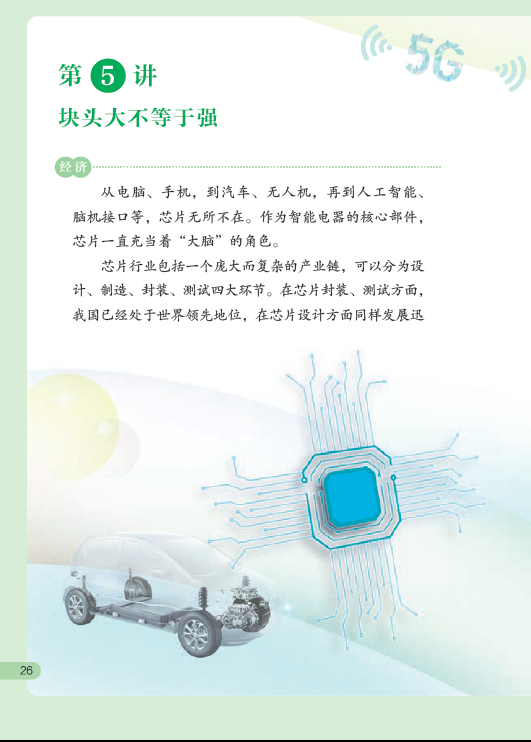 5G
第5讲
块头大不等于强
经济
从电脑、手机，到汽车、无人机，再到人工智能、
脑机接口等，芯片无所不在。作为智能电器的核心部件，
芯片一直充当着“大脑”的角色。
芯片行业包括一个庞大而复杂的产业链，可以分为设
计、制造、封装、测试四大环节。在芯片封装、测试方面，
我国已经处于世界领先地位，在芯片设计方面同样发展迅
26